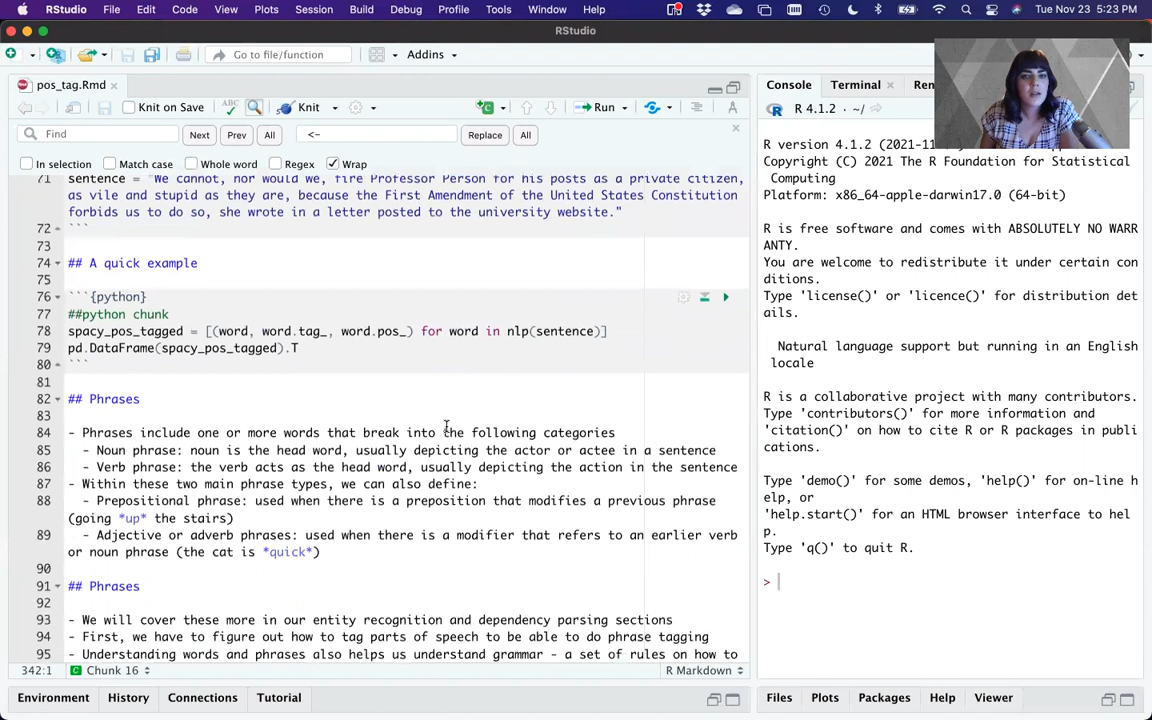 RStudio File Edit Code View Plots Session Build Debug Profile Tools Window Help Tue Nov 23 5:23 PM
RStudio
Go to file/function Addins
pos_tag.Rmd
Knit on Save ABC Knit Run
Find Next Prev All <- Replace All
In selection Match case Whole word Regex Wrap
71 sentence = "We cannot, nor would we, fire Professor Person for his posts as a private citizen,
as vile and stupid as they are, because the First Amendment of the United States Constitution
forbids us to do so, she wrote in a letter posted to the university website."
72 ```
73
74 ## A quick example
75
76 ```{python}
77 ##python chunk
78 spacy_pos_tagged = [(word, word.tag_, word.pos_) for word in nlp(sentence)]
79 pd.DataFrame(spacy_pos_tagged).T
80 ```
81
82 ## Phrases
83
84 - Phrases include one or more words that break into the following categories
85 - Noun phrase: noun is the head word, usually depicting the actor or actee in a sentence
86 - Verb phrase: the verb acts as the head word, usually depicting the action in the sentence
87 - Within these two main phrase types, we can also define:
88 - Prepositional phrase: used when there is a preposition that modifies a previous phrase
(going *up* the stairs)
89 - Adjective or adverb phrases: used when there is a modifier that refers to an earlier verb
or noun phrase (the cat is *quick*)
90
91 ## Phrases
92
93 - We will cover these more in our entity recognition and dependency parsing sections
94 - First, we have to figure out how to tag parts of speech to be able to do phrase tagging
95 - Understanding words and phrases also helps us understand grammar - a set of rules on how to
342:1 Chunk 16 R Markdown
Environment History Connections Tutorial
Console Terminal
R 4.1.2 · ~/
R version 4.1.2 (2021-11-
Copyright (C) 2021 The R Foundation for Statistical
Computing
Platform: x86_64-apple-darwin17.0 (64-bit)
R is free software and comes with ABSOLUTELY NO WARR
ANTY.
You are welcome to redistribute it under certain con
ditions.
Type 'license()' or 'licence()' for distribution det
ails.
Natural language support but running in an English
locale
R is a collaborative project with many contributors.
Type 'contributors()' for more information and
'citation()' on how to cite R or R packages in publi
cations.
Type 'demo()' for some demos, 'help()' for on-line h
elp, or
'help.start()' for an HTML browser interface to hel
p.
Type 'q()' to quit R.
>
Files Plots Packages Help Viewer